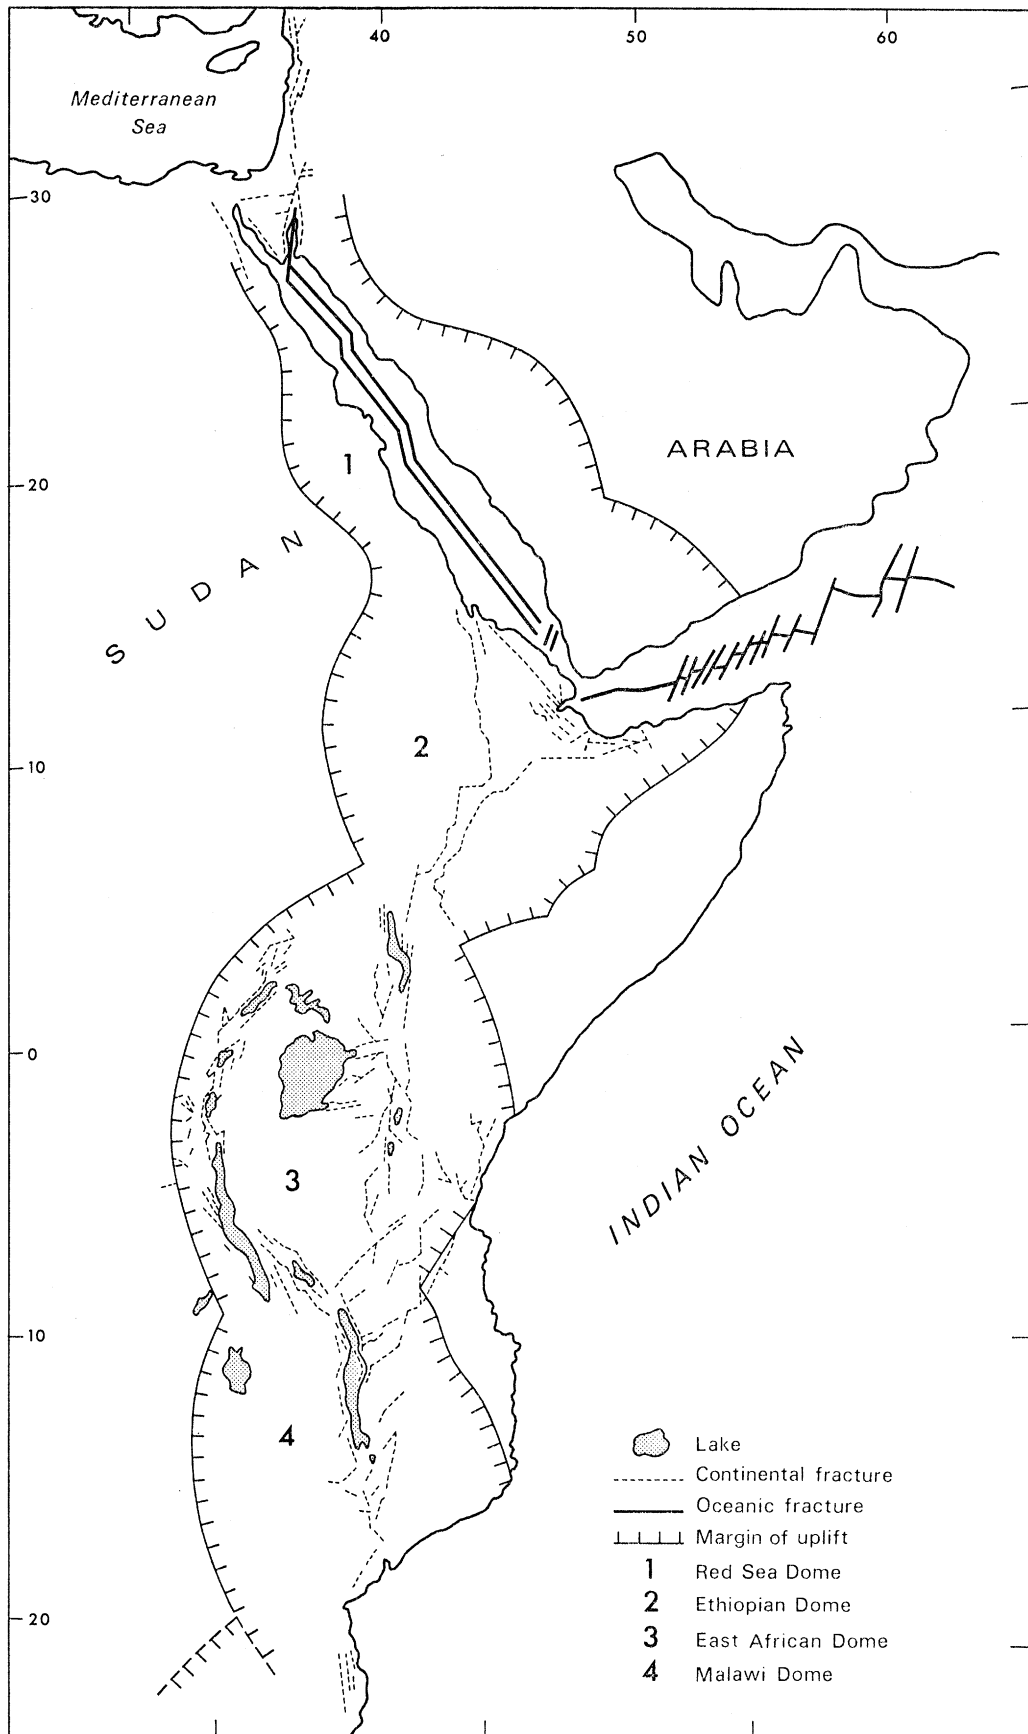 40
50
60
Mediterranean
Sea
30
ARABIA
1
20
SUDAN
2
10
0
INDIAN OCEAN
3
10
4
Lake
Continental fracture
Oceanic fracture
Margin of uplift
1 Red Sea Dome
2 Ethiopian Dome
3 East African Dome
4 Malawi Dome
20